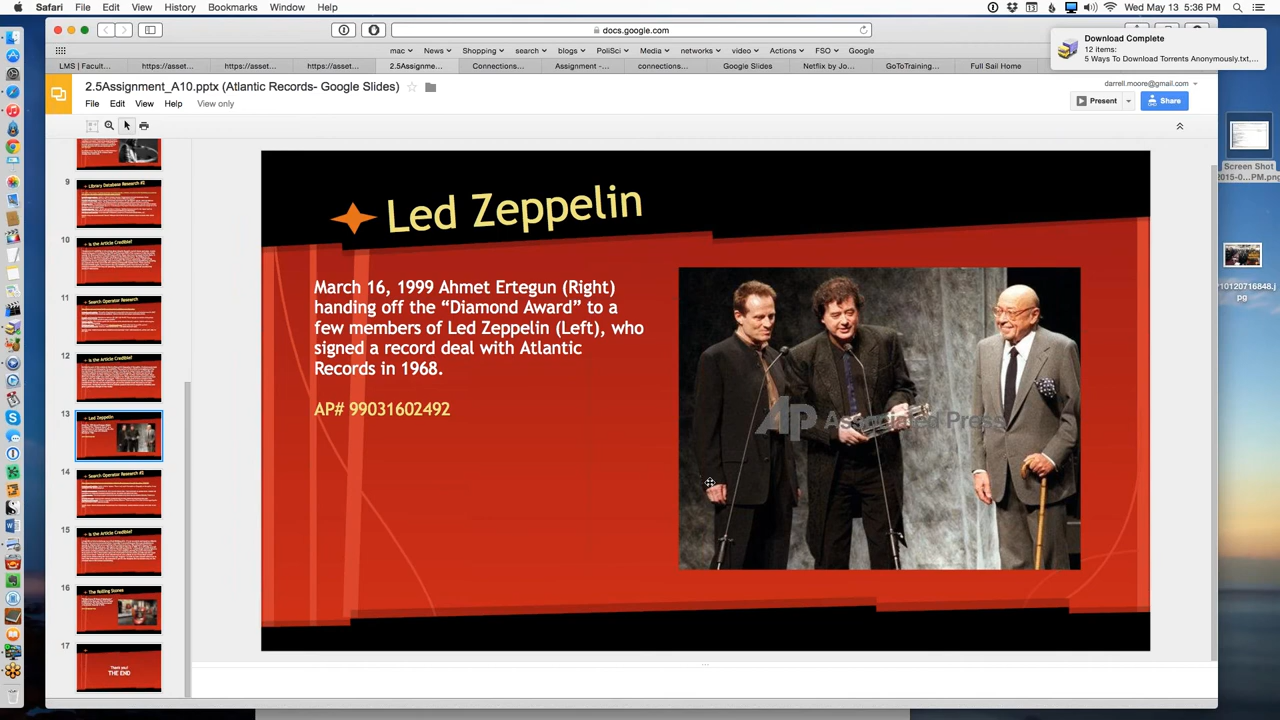 Safari File Edit View History Bookmarks Window Help
Wed May 13 5:36 PM
docs.google.com
mac News Shopping search blogs PoliSci Media networks video Actions FSO Google
LMS | Facult... https://asset... https://asset... https://asset... 2.5Assignme... Connections... Assignment -... connections... Google Slides Netflix by Jo... GoToTraining... Full Sail Home
Download Complete
12 items:
5 Ways To Download Torrents Anonymously.txt,...
2.5Assignment_A10.pptx (Atlantic Records- Google Slides)
darrell.moore@gmail.com
File Edit View Help View only
Present
Share
Screen Shot
2015-0...PM.png
Y10120716848.j
pg
9
Library Database Research #2
10
Is the Article Credible?
11
Search Operator Research
12
Is the Article Credible?
13
Led Zeppelin
14
Search Operator Research #2
15
Is the Article Credible?
16
The Rolling Stones
17
Thank you!
THE END
Led Zeppelin
March 16, 1999 Ahmet Ertegun (Right)
handing off the “Diamond Award” to a
few members of Led Zeppelin (Left), who
signed a record deal with Atlantic
Records in 1968.
AP# 99031602492
AP Associated Press